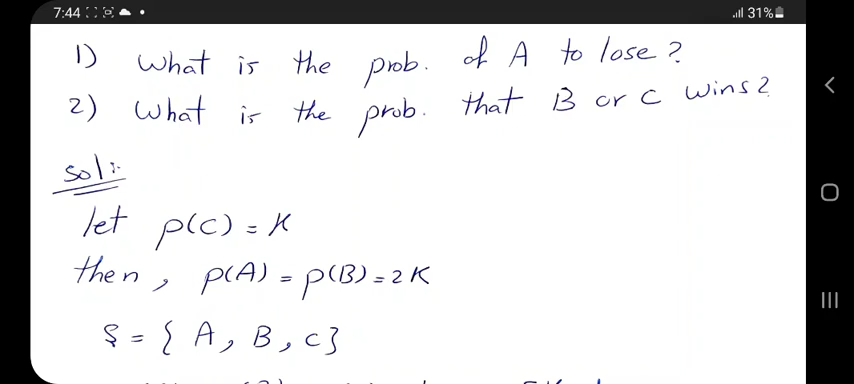 7:44
31%
1) What is the prob. of A to lose?
2) What is the prob. that B or C wins?
sol:
let p(C) = K
then, p(A) = p(B) = 2K
S = { A, B, C}